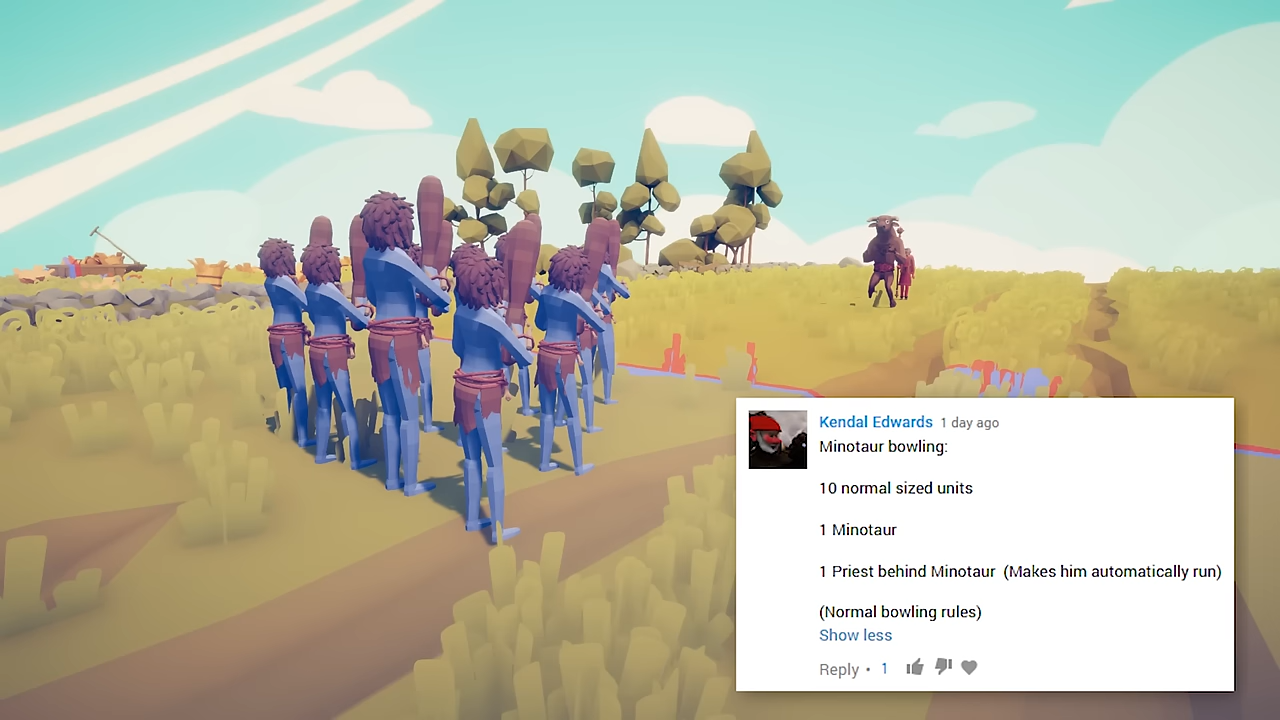 Kendal Edwards 1 day ago
Minotaur bowling:
10 normal sized units
1 Minotaur
1 Priest behind Minotaur (Makes him automatically run)
(Normal bowling rules)
Show less
Reply • 1